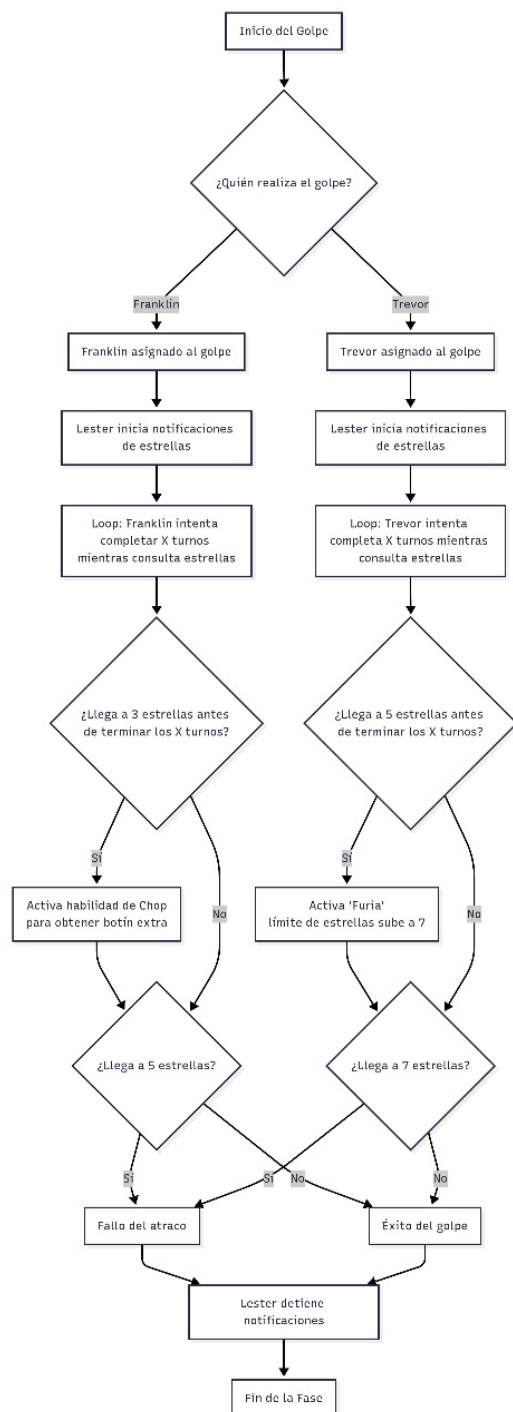 Inicio del Golpe
¿Quién realiza el golpe?
Franklin
Trevor
Franklin asignado al golpe
Trevor asignado al golpe
Lester inicia notificaciones
de estrellas
Lester inicia notificaciones
de estrellas
Loop: Franklin intenta
completar X turnos
mientras consulta estrellas
Loop: Trevor intenta
completa X turnos mientras
consulta estrellas
¿Llega a 3 estrellas antes
de terminar los X turnos?
¿Llega a 5 estrellas antes
de terminar los X turnos?
Sí
Sí
Activa habilidad de Chop
para obtener botín extra
No
Activa 'Furia'
límite de estrellas sube a 7
No
¿Llega a 5 estrellas?
¿Llega a 7 estrellas?
Sí
Sí
No
No
Fallo del atraco
Éxito del golpe
Lester detiene
notificaciones
Fin de la Fase